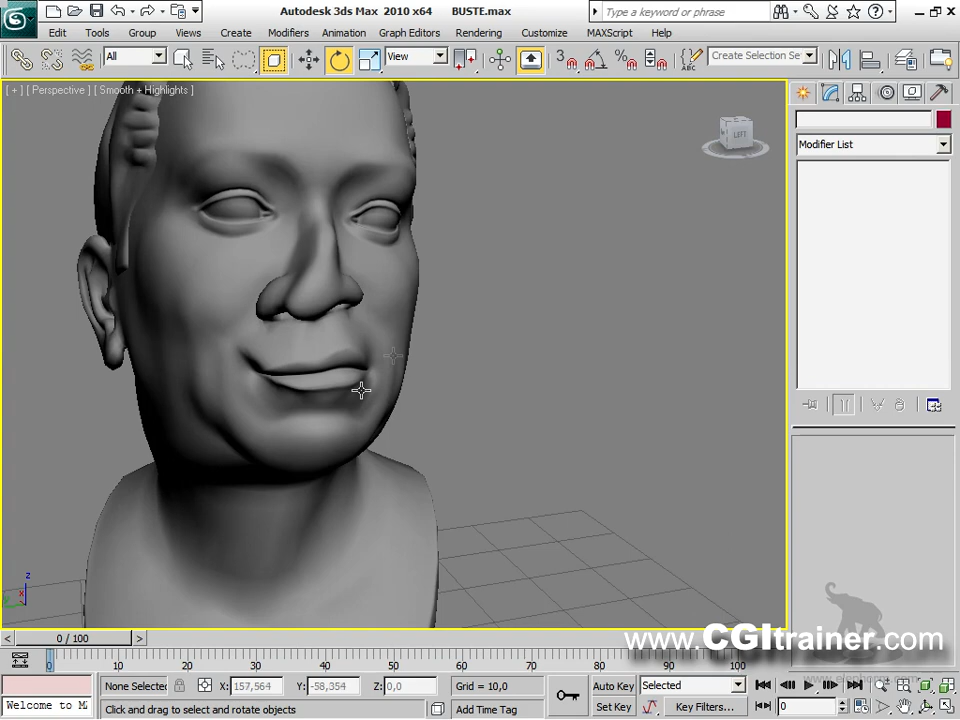 Autodesk 3ds Max 2010 x64 BUSTE.max
Type a keyword or phrase
Edit Tools Group Views Create Modifiers Animation Graph Editors Rendering Customize MAXScript Help
All
View
3
Create Selection Se
[ + ] [ Perspective ] [ Smooth + Highlights ]
LEFT
Modifier List
z
x
0 / 100
www.CGItrainer.com
0 10 20 30 40 50 60 70 80 90 100
None Selected X: 157,564 Y: -58,354 Z: 0,0 Grid = 10,0
Auto Key Selected
Welcome to M
Click and drag to select and rotate objects
Add Time Tag
Set Key Key Filters...
0